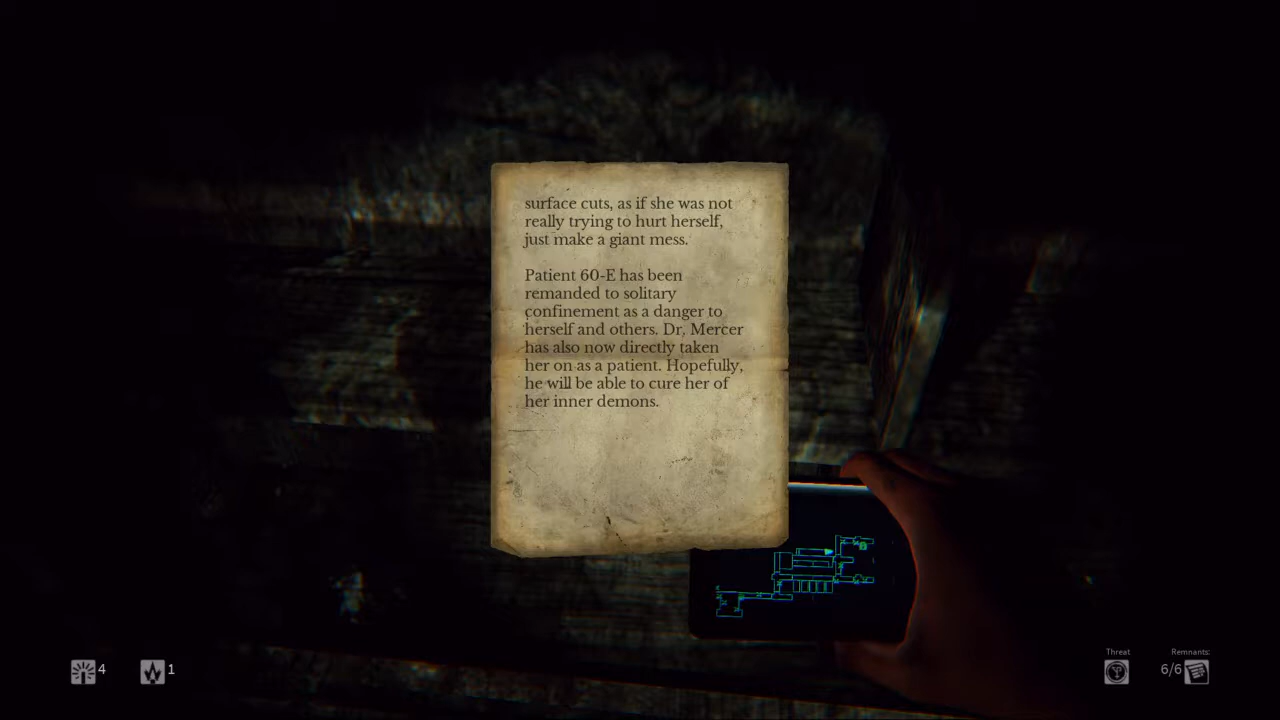 surface cuts, as if she was not
really trying to hurt herself,
just make a giant mess.
Patient 60-E has been
remanded to solitary
confinement as a danger to
herself and others. Dr. Mercer
has also now directly taken
her on as a patient. Hopefully,
he will be able to cure her of
her inner demons.
4
1
Threat
Remnants:
6/6